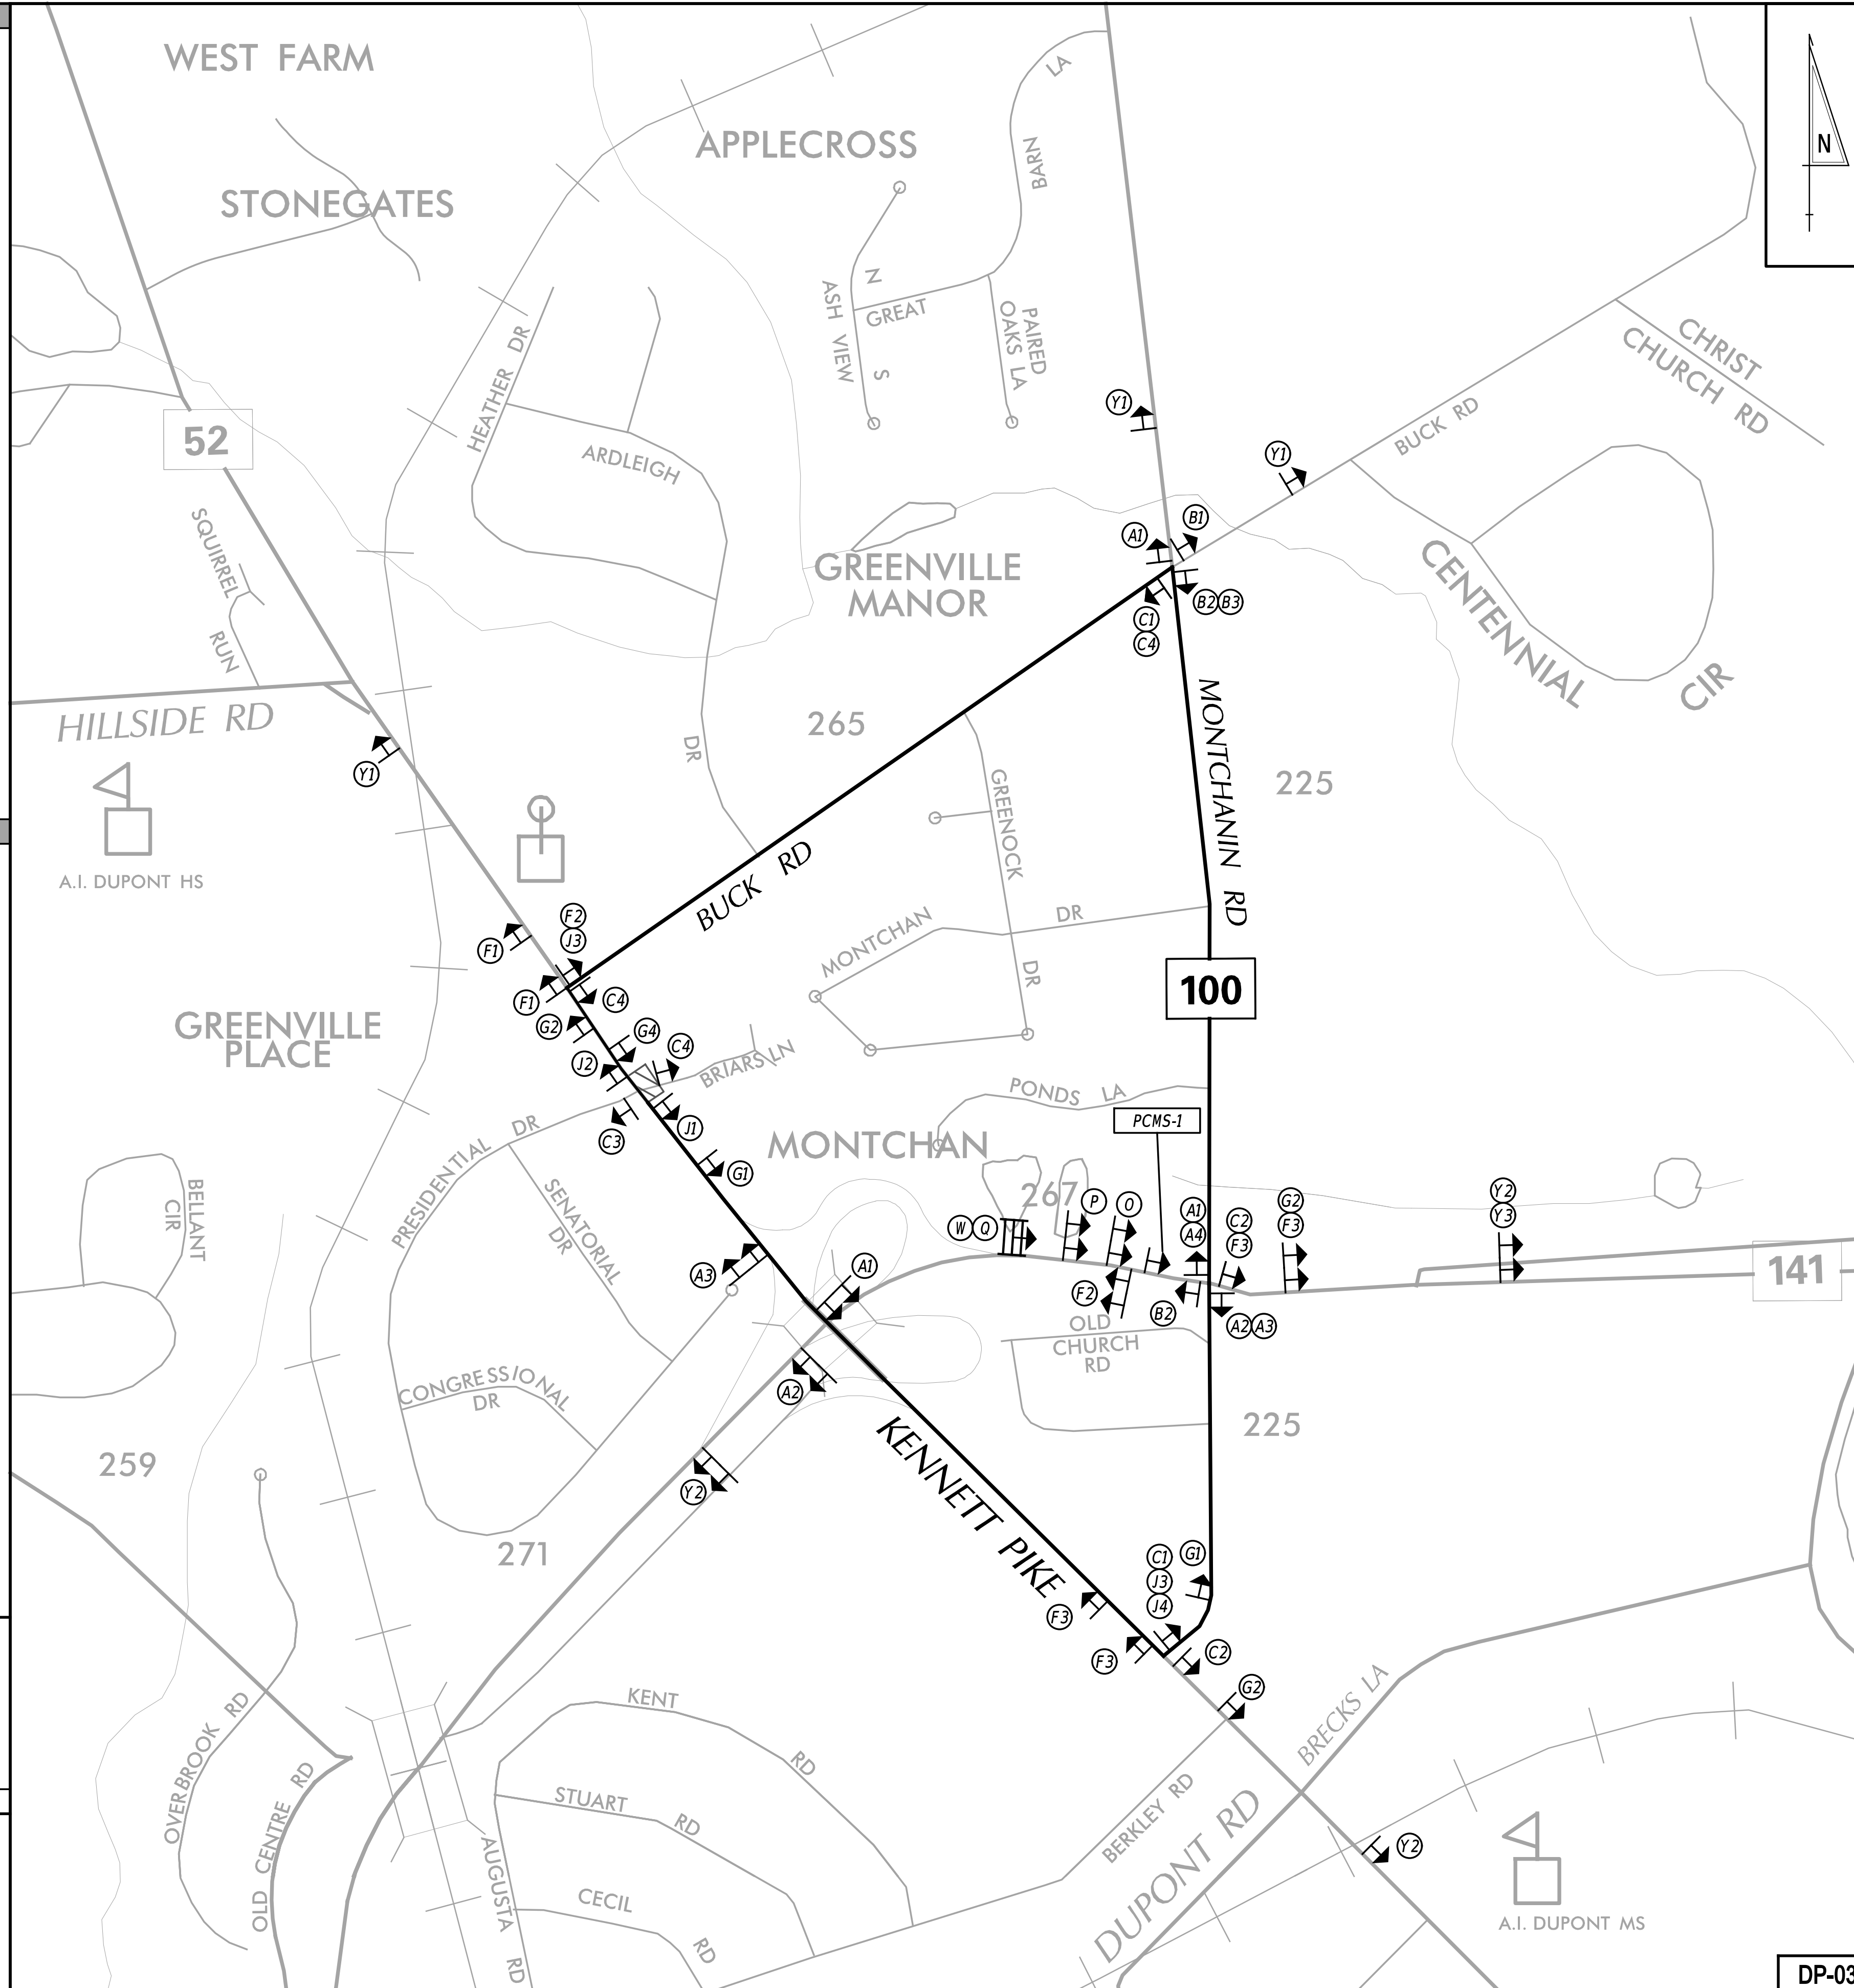 WEST FARM
N
LA
APPLECROSS
BARN
STONEGATES
N
ASH VIEW
GREAT
PAIRED
OAKS LA
S
CHRIST
CHURCH RD
HEATHER DR
52
ARDLEIGH
Y1
BUCK RD
Y1
SQUIRREL
RUN
B1
A1
GREENVILLE
MANOR
B2 B3
C1
C4
CENTENNIAL
CIR
HILLSIDE RD
265
MONTCHANIN RD
225
Y1
DR
GREENOCK
DR
A.I. DUPONT HS
BUCK RD
F2
J3
F1
MONTCHAN
DR
100
F1
C4
G2
G4
C4
J2
GREENVILLE
PLACE
BRIARS LN
PONDS LA
J1
C3
PCMS-1
PRESIDENTIAL DR
MONTCHAN
G1
BELLANT
CIR
SENATORIAL
DR
267
W Q
P
O
A1
A4
C2
F3
G2
F3
Y2
Y3
141
A3
A1
F2
B2
A2 A3
OLD
CHURCH
RD
A2
CONGRESSIONAL
DR
KENNETT PIKE
225
259
Y2
271
C1
J3
J4
G1
F3
F3
C2
G2
OVERBROOK RD
KENT
RD
BRECKS LA
OLD CENTRE RD
STUART
RD
BERKLEY RD
DUPONT RD
Y2
AUGUSTA RD
CECIL
RD
A.I. DUPONT MS
DP-03